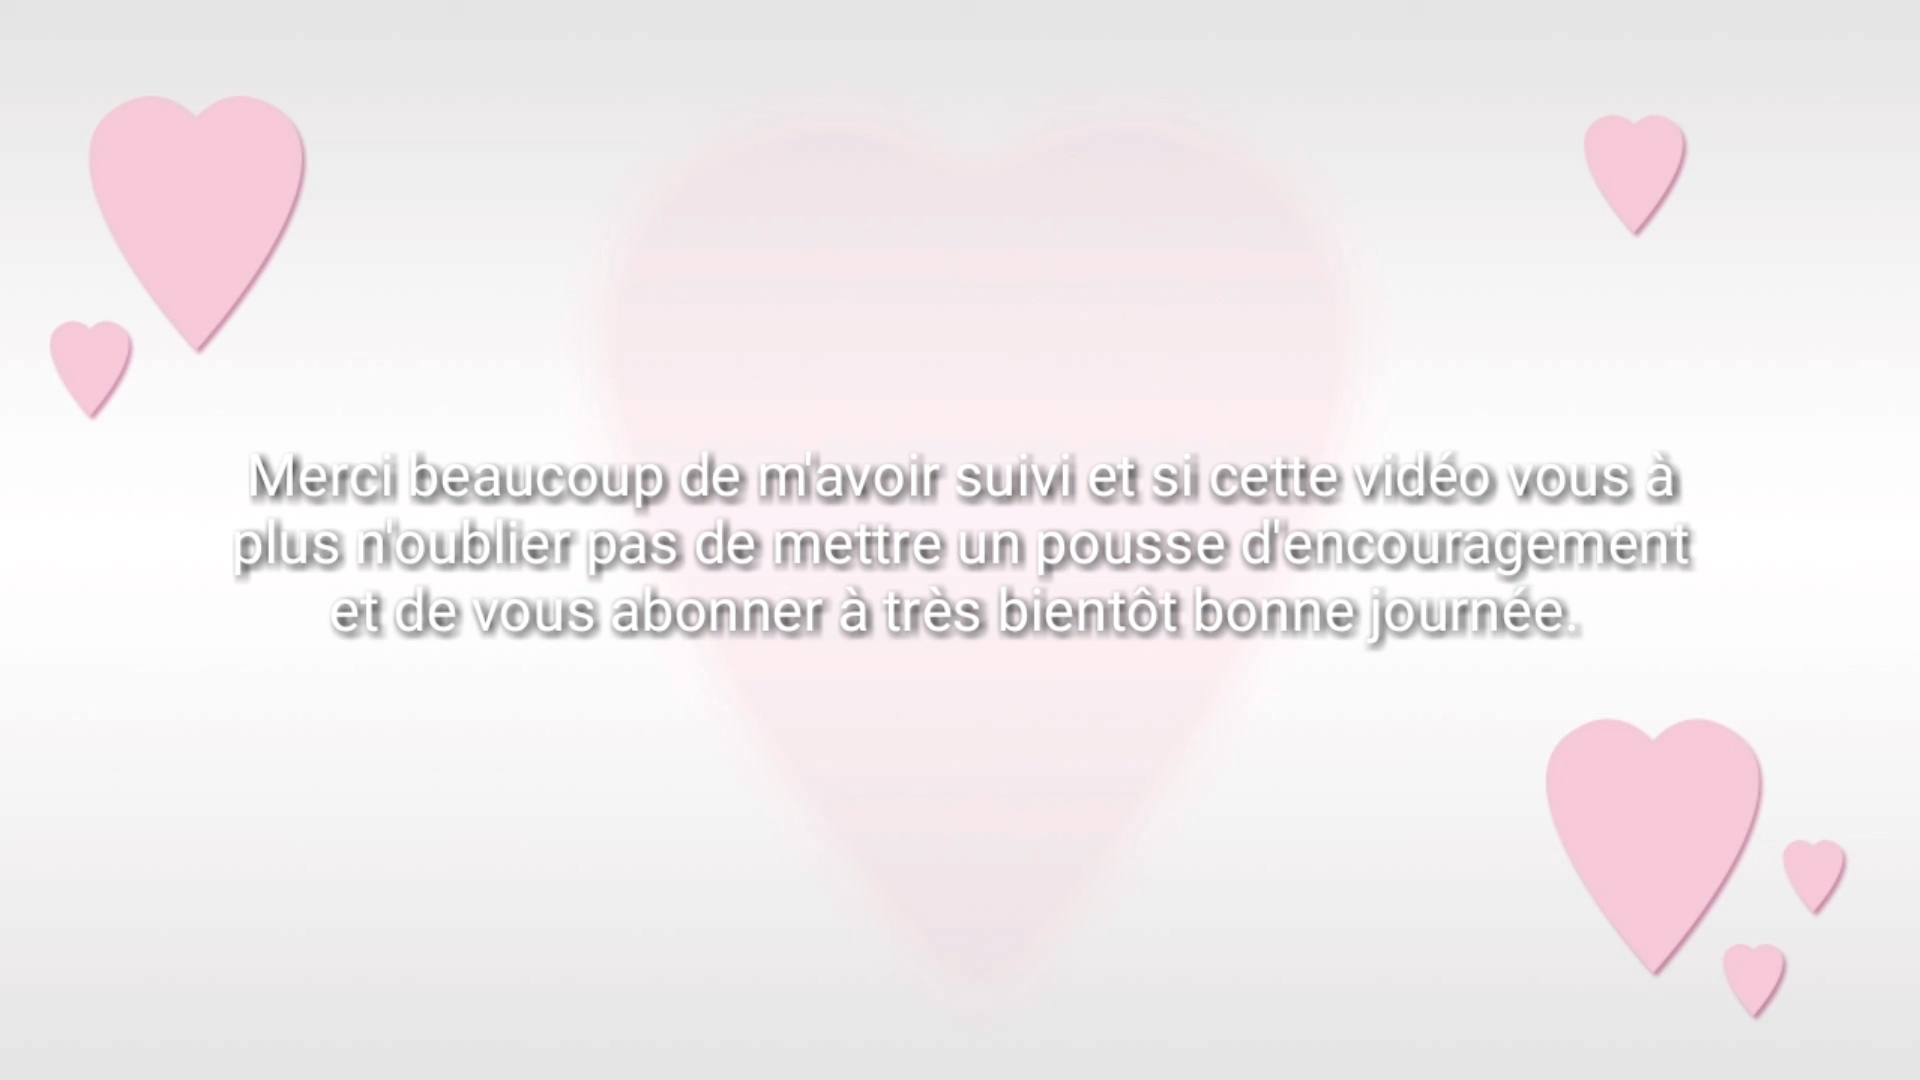 Merci beaucoup de m'avoir suivi et si cette vidéo vous à
plus n'oublier pas de mettre un pousse d'encouragement
et de vous abonner à très bientôt bonne journée.